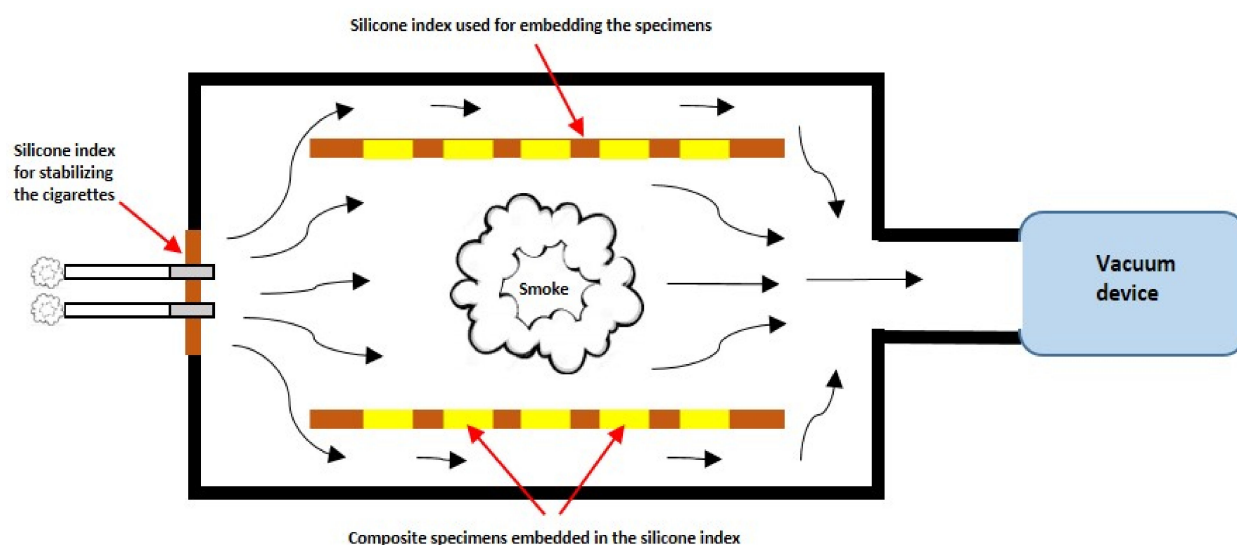 Silicone index used for embedding the specimens
Silicone index
for stabilizing
the cigarettes
Smoke
Vacuum
device
Composite specimens embedded in the silicone index